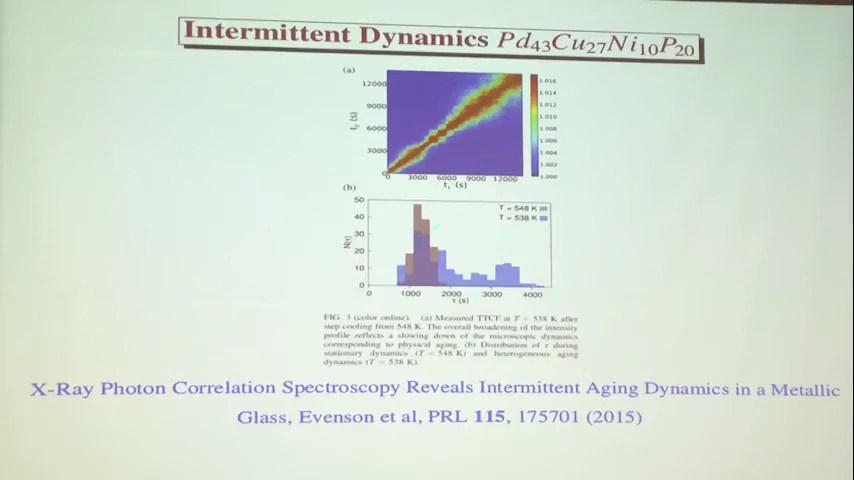 Intermittent Dynamics Pd43Cu27Ni10P20
(a)
12000
9000
6000
3000
0
t2 (s)
0 3000 6000 9000 12000
t1 (s)
1.016
1.014
1.012
1.010
1.008
1.006
1.004
1.002
1.000
(b)
50
40
30
20
10
0
N(τ)
T = 548 K
T = 538 K
0 1000 2000 3000 4000
τ (s)
FIG. 3 (color online). (a) Measured TTCF at T = 538 K after
step cooling from 548 K. The overall broadening of the intensity
profile reflects a slowing down of the microscopic dynamics
corresponding to physical aging. (b) Distribution of τ during
stationary dynamics (T = 548 K) and heterogeneous aging
dynamics (T = 538 K).
X-Ray Photon Correlation Spectroscopy Reveals Intermittent Aging Dynamics in a Metallic
Glass, Evenson et al, PRL 115, 175701 (2015)